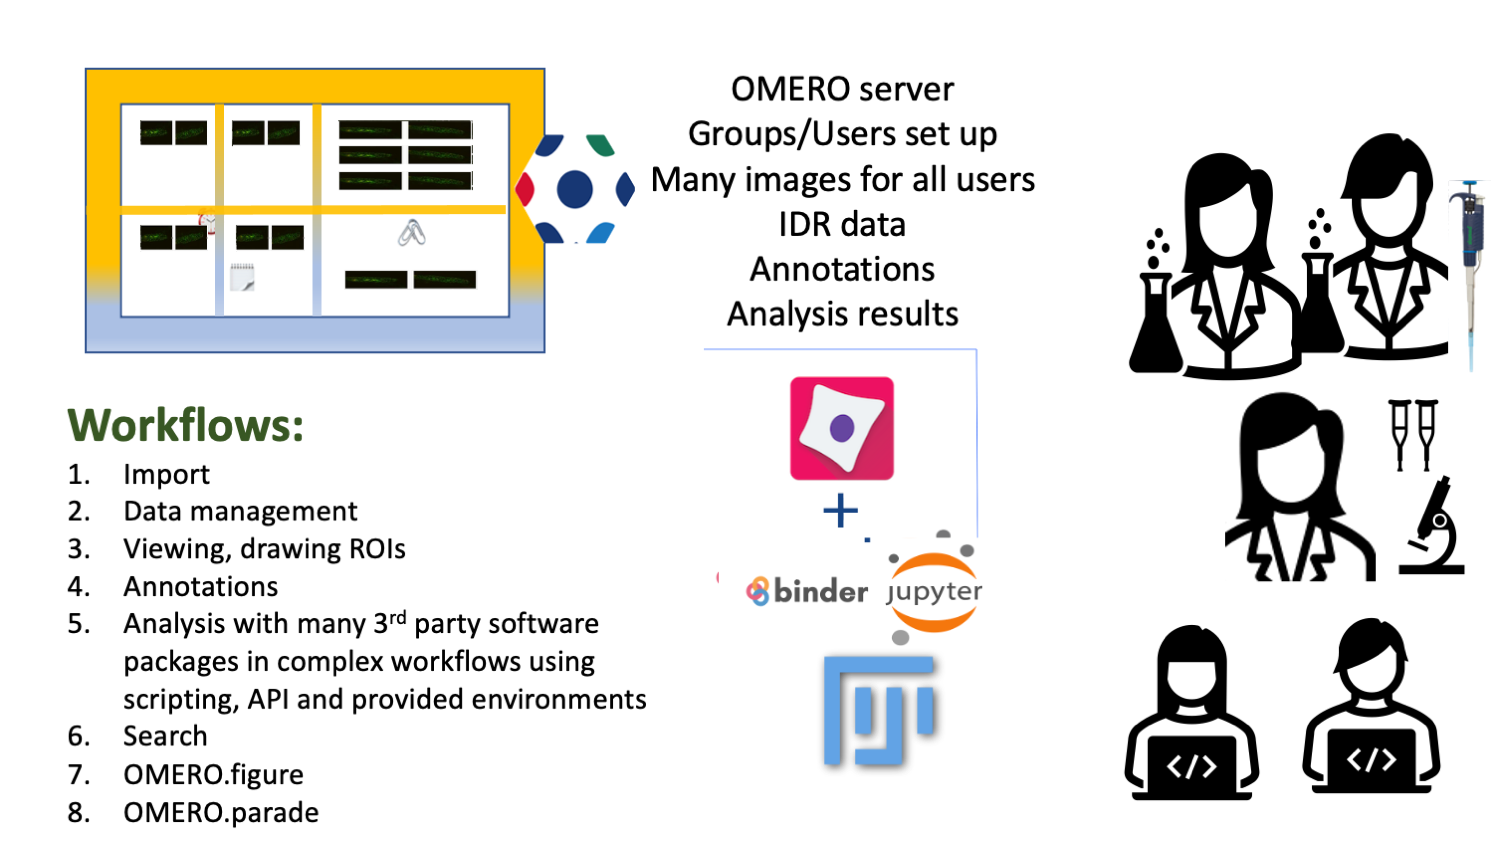 OMERO server
Groups/Users set up
Many images for all users
IDR data
Annotations
Analysis results
Workflows:
1. Import
2. Data management
3. Viewing, drawing ROIs
4. Annotations
5. Analysis with many 3rd party software
packages in complex workflows using
scripting, API and provided environments
6. Search
7. OMERO.figure
8. OMERO.parade
+
binder
jupyter
</> </>